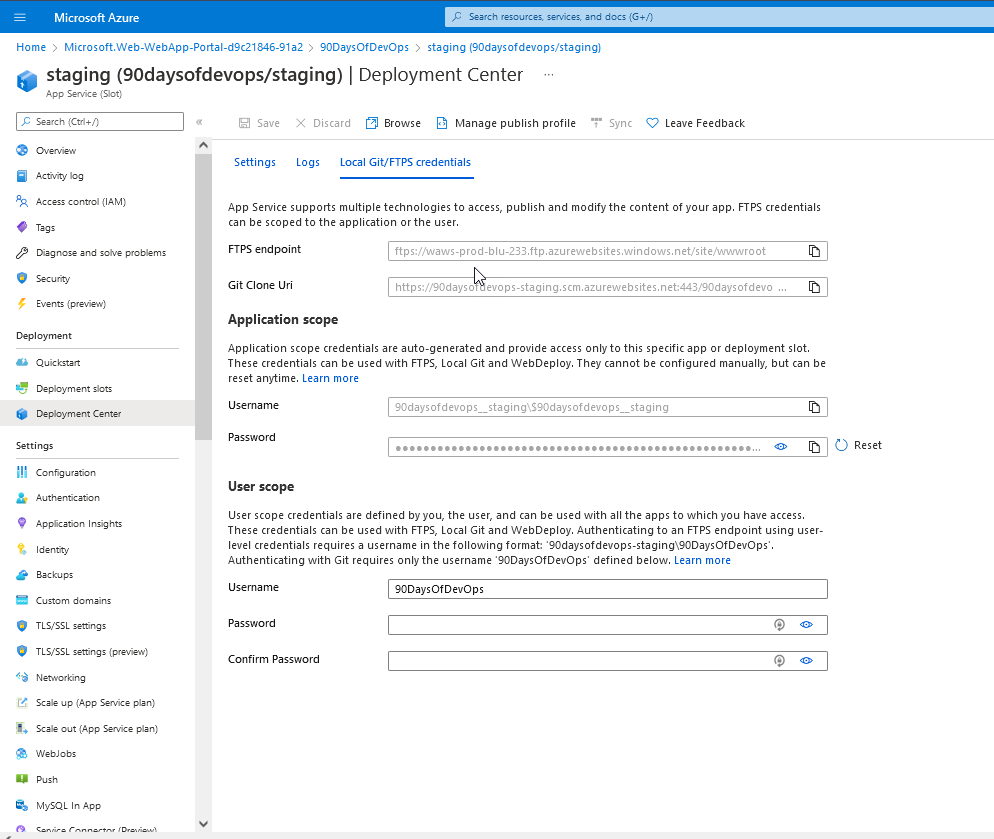 Microsoft Azure
Search resources, services, and docs (G+/)
Home > Microsoft.Web-WebApp-Portal-d9c21846-91a2 > 90DaysOfDevOps > staging (90daysofdevops/staging)
staging (90daysofdevops/staging) | Deployment Center ...
App Service (Slot)
Search (Ctrl+/)
«
Save
Discard
Browse
Manage publish profile
Sync
Leave Feedback
Overview
Activity log
Access control (IAM)
Tags
Diagnose and solve problems
Security
Events (preview)
Deployment
Quickstart
Deployment slots
Deployment Center
Settings
Configuration
Authentication
Application Insights
Identity
Backups
Custom domains
TLS/SSL settings
TLS/SSL settings (preview)
Networking
Scale up (App Service plan)
Scale out (App Service plan)
WebJobs
Push
MySQL In App
Service Connector (Preview)
Settings
Logs
Local Git/FTPS credentials
App Service supports multiple technologies to access, publish and modify the content of your app. FTPS credentials
can be scoped to the application or the user.
FTPS endpoint
ftps://waws-prod-blu-233.ftp.azurewebsites.windows.net/site/wwwroot
Git Clone Uri
https://90daysofdevops-staging.scm.azurewebsites.net:443/90daysofdevo ...
Application scope
Application scope credentials are auto-generated and provide access only to this specific app or deployment slot.
These credentials can be used with FTPS, Local Git and WebDeploy. They cannot be configured manually, but can be
reset anytime. Learn more
Username
90daysofdevops__staging\$90daysofdevops__staging
Password
...
Reset
User scope
User scope credentials are defined by you, the user, and can be used with all the apps to which you have access.
These credentials can be used with FTPS, Local Git and WebDeploy. Authenticating to an FTPS endpoint using user-
level credentials requires a username in the following format: '90daysofdevops-staging\90DaysOfDevOps'.
Authenticating with Git requires only the username '90DaysOfDevOps' defined below. Learn more
Username
90DaysOfDevOps
Password
Confirm Password